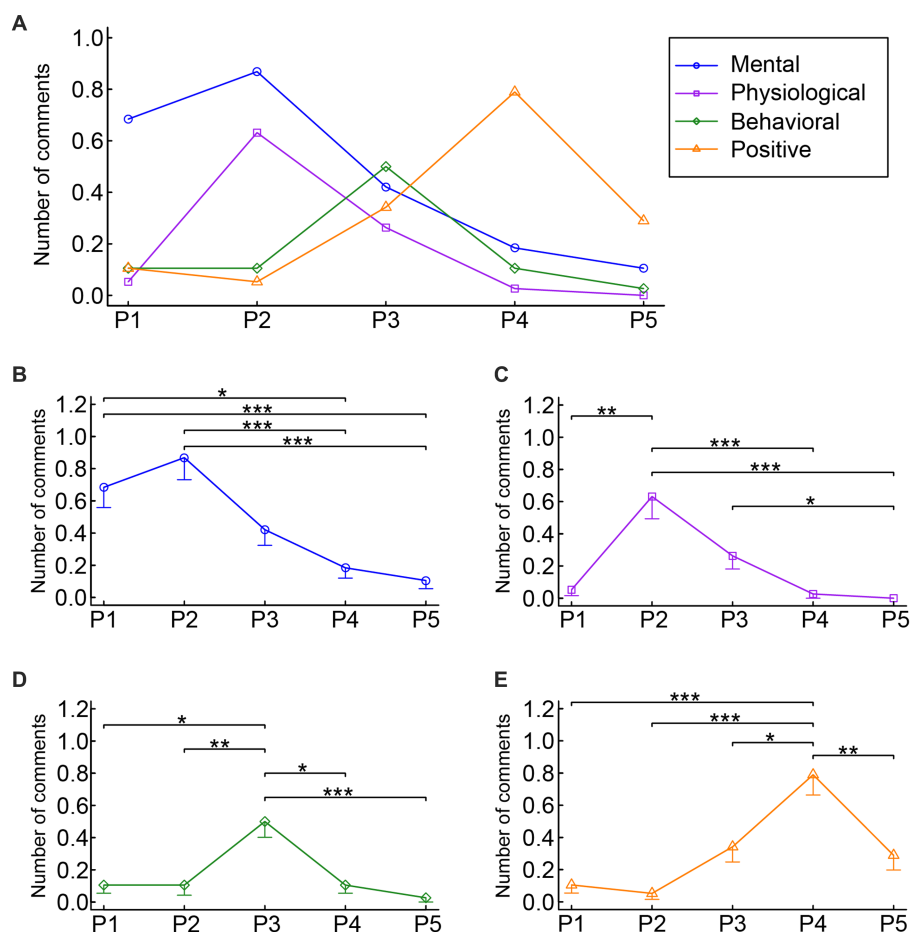 A
Number of comments
1.0
0.8
0.6
0.4
0.2
0.0
P1 P2 P3 P4 P5
Mental
Physiological
Behavioral
Positive
B
Number of comments
1.2
1.0
0.8
0.6
0.4
0.2
0.0
*
***
***
***
P1 P2 P3 P4 P5
C
Number of comments
1.2
1.0
0.8
0.6
0.4
0.2
0.0
**
***
***
*
P1 P2 P3 P4 P5
D
Number of comments
1.2
1.0
0.8
0.6
0.4
0.2
0.0
*
**
*
***
P1 P2 P3 P4 P5
E
Number of comments
1.2
1.0
0.8
0.6
0.4
0.2
0.0
***
***
*
**
P1 P2 P3 P4 P5